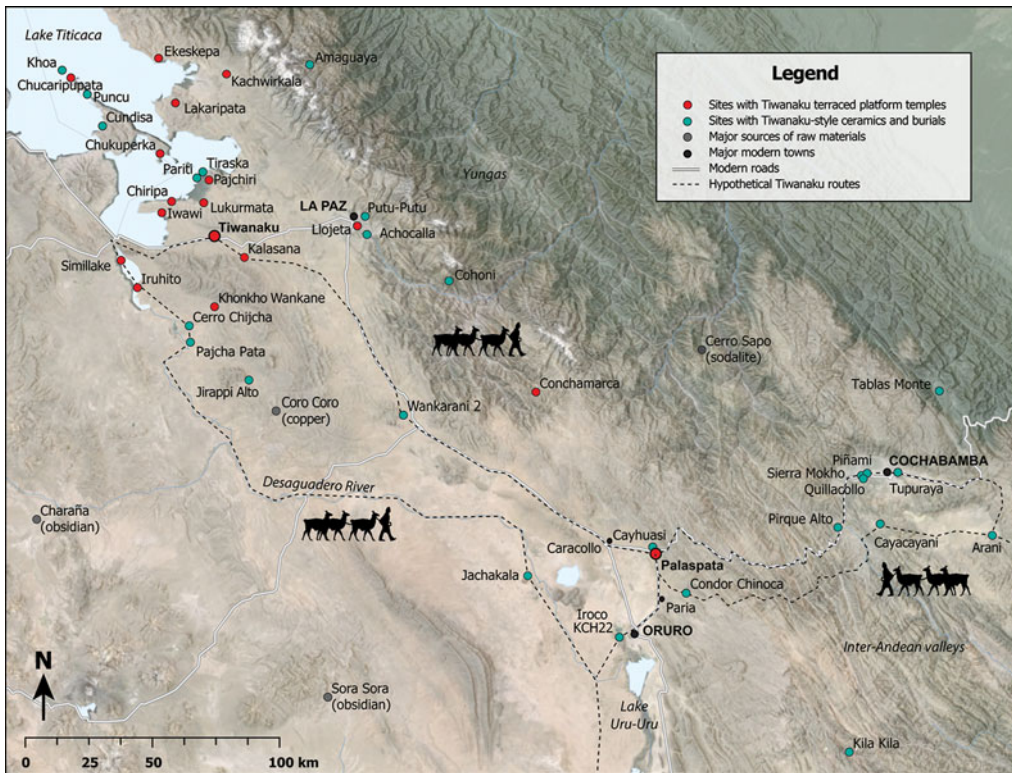 Lake Titicaca
Ekeskepa
Khoa
Amaguaya
Chucaripupata
Kachwirkala
Puncu
Lakaripata
Cundisa
Chukuperka
Tiraska
Pariti
Pajchiri
Chiripa
Lukurmata
Iwawi
Tiwanaku
LA PAZ
Putu-Putu
Llojeta
Achocalla
Yungas
Kalasana
Simillake
Iruhito
Cohoni
Khonkho Wankane
Cerro Chijcha
Pajcha Pata
Cerro Sapo
(sodalite)
Jirappi Alto
Conchamarca
Tablas Monte
Coro Coro
(copper)
Wankarani 2
Piñami
COCHABAMBA
Sierra Mokho
Quillacollo
Tupuraya
Desaguadero River
Charaña
(obsidian)
Pirque Alto
Cayacayani
Arani
Caracollo
Cayhuasi
Palaspata
Jachakala
Condor Chinoca
Paria
Iroco
KCH22
ORURO
Inter-Andean valleys
Sora Sora
(obsidian)
Lake
Uru-Uru
Kila Kila
N
0 25 50 100 km
Legend
Sites with Tiwanaku terraced platform temples
Sites with Tiwanaku-style ceramics and burials
Major sources of raw materials
Major modern towns
Modern roads
Hypothetical Tiwanaku routes